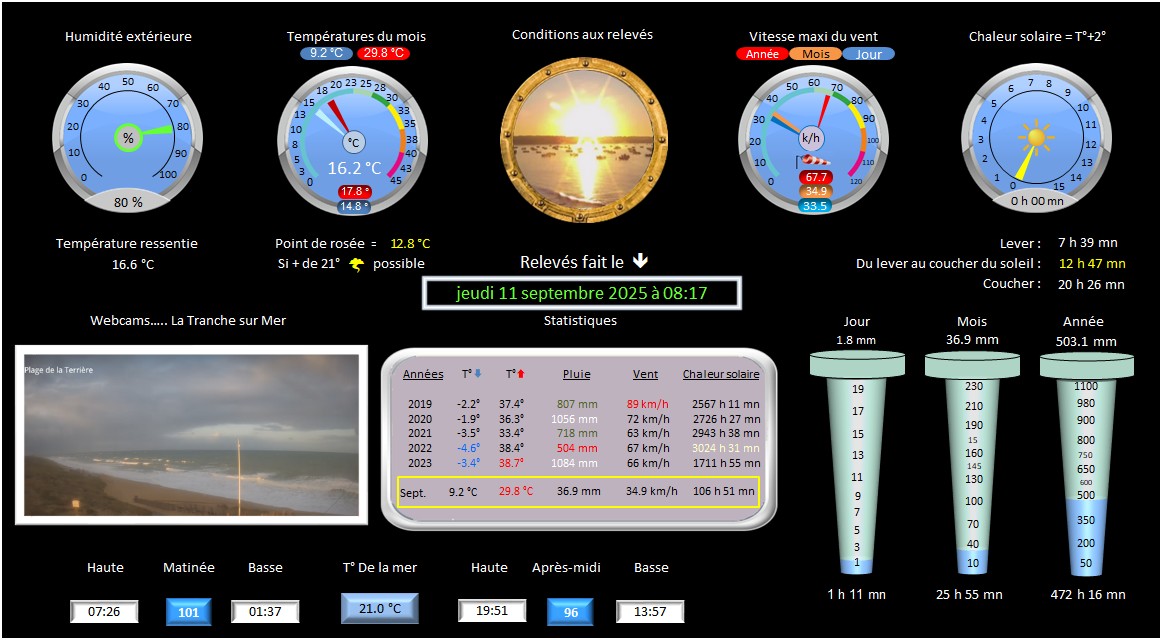 Humidité extérieure
0 10 20 30 40 50 60 70 80 90 100
%
80 %
Températures du mois
9.2 °C 29.8 °C
0 3 5 8 10 13 15 18 20 23 25 28 30 33 35 38 40 43 45
°C
16.2 °C
17.8 °
14.8 °
Conditions aux relevés
Vitesse maxi du vent
Année Mois Jour
0 10 20 30 40 50 60 70 80 90 100 110 120
k/h
67.7
34.9
33.5
Chaleur solaire = T°+2°
0 1 2 3 4 5 6 7 8 9 10 11 12 13 14 15
0 h 00 mn
Température ressentie
16.6 °C
Point de rosée = 12.8 °C
Si + de 21° possible
Relevés fait le
jeudi 11 septembre 2025 à 08:17
Lever : 7 h 39 mn
Du lever au coucher du soleil : 12 h 47 mn
Coucher : 20 h 26 mn
Webcams..... La Tranche sur Mer
Plage de la Terrière
Statistiques
Années T° T° Pluie Vent Chaleur solaire
2019 -2.2° 37.4° 807 mm 89 km/h 2567 h 11 mn
2020 -1.9° 36.3° 1056 mm 72 km/h 2726 h 27 mn
2021 -3.5° 33.4° 718 mm 63 km/h 2943 h 38 mn
2022 -4.6° 38.4° 504 mm 67 km/h 3024 h 31 mn
2023 -3.4° 38.7° 1084 mm 66 km/h 1711 h 55 mn
Sept. 9.2 °C 29.8 °C 36.9 mm 34.9 km/h 106 h 51 mn
Jour
1.8 mm
19
17
15
13
11
9
7
5
3
1
1 h 11 mn
Mois
36.9 mm
230
210
190
15
160
145
130
100
70
40
10
25 h 55 mn
Année
503.1 mm
1100
980
900
800
750
650
600
500
350
200
50
472 h 16 mn
Haute Matinée Basse
07:26 101 01:37
T° De la mer
21.0 °C
Haute Après-midi Basse
19:51 96 13:57